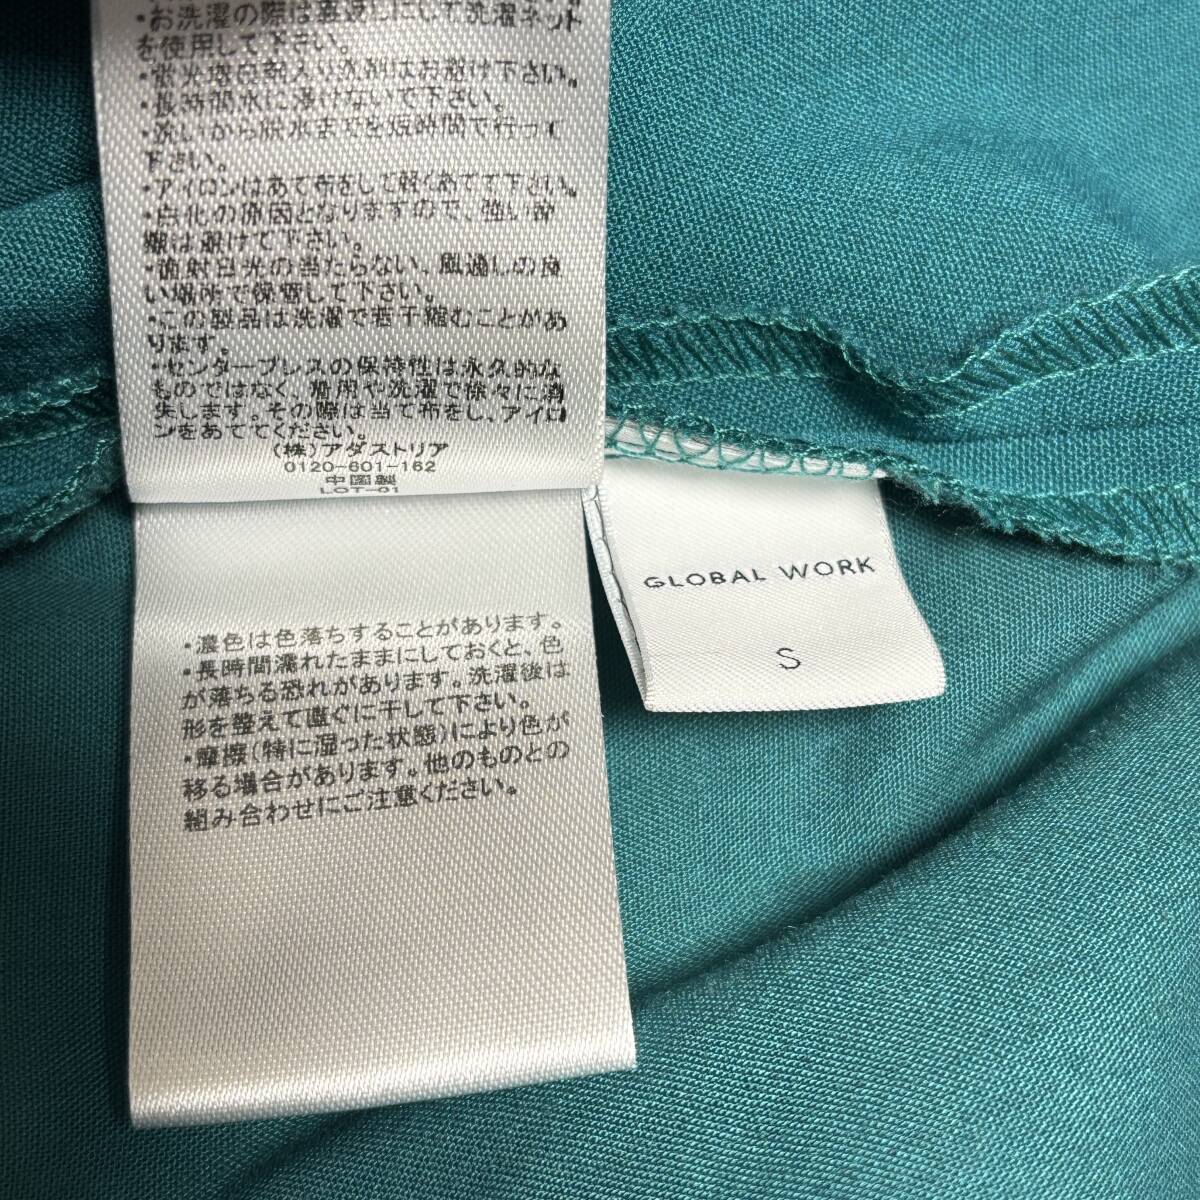 ・お洗濯の際は裏返しにして洗濯ネット
を使用して下さい。
・蛍光増白剤入り洗剤はお避け下さい。
・長時間水に浸けないで下さい。
・洗いから脱水までを短時間で行って
下さい。
・アイロンはあて布をして軽くあてて下さい。
・白化の原因となりますので、強い摩
擦は避けて下さい。
・直射日光の当たらない、風通しの良
い場所で保管して下さい。
・この製品は洗濯で若干縮むことがあ
ります。
・センタープレスの保持性は永久的な
ものではなく、着用や洗濯で徐々に消
失します。その際は当て布をし、アイロ
ンをあててください。
(株)アダストリア
0120-601-162
中国製
LOT-01
・濃色は色落ちすることがあります。
・長時間濡れたままにしておくと、色
が落ちる恐れがあります。洗濯後は
形を整えて直ぐに干して下さい。
・摩擦(特に湿った状態)により色が
移る場合があります。他のものとの
組み合わせにご注意ください。
GLOBAL WORK
S